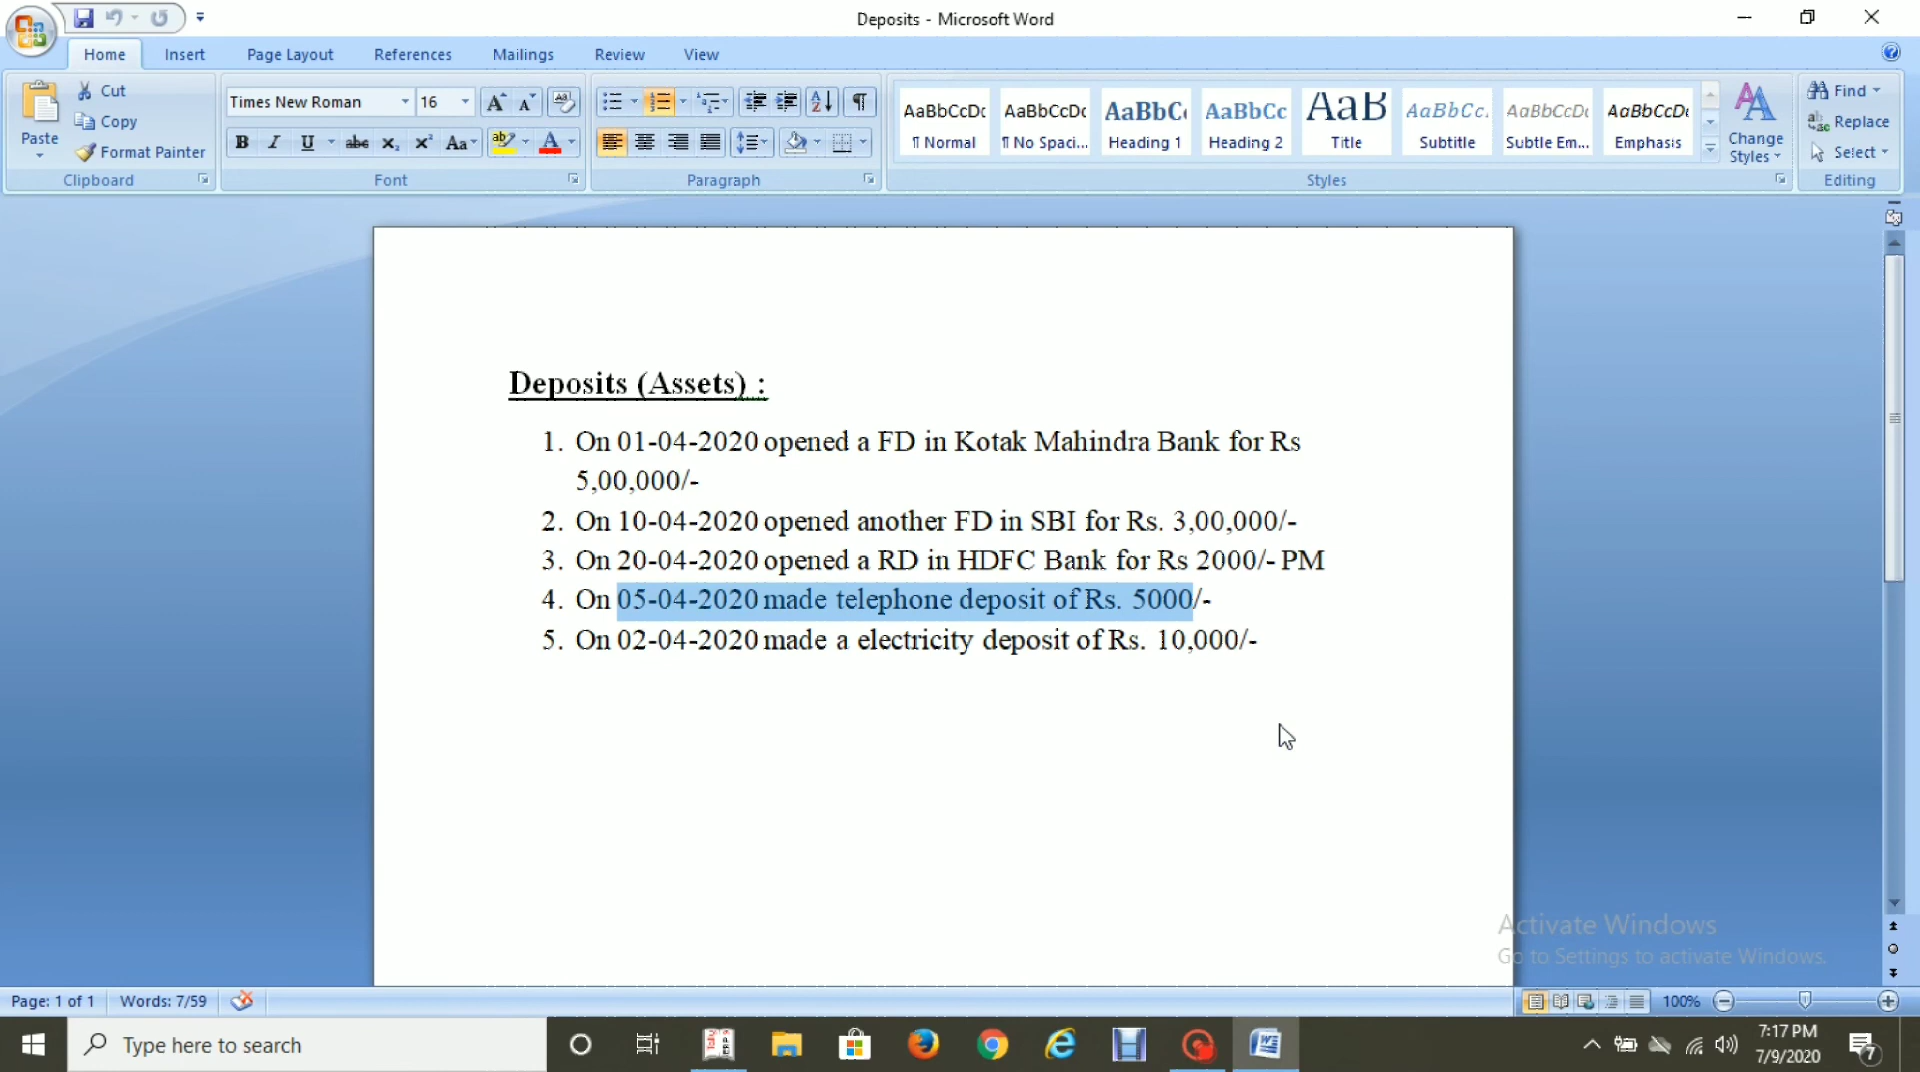 Deposits - Microsoft Word
Home Insert Page Layout References Mailings Review View
Paste
Cut
Copy
Format Painter
Clipboard
Times New Roman 16
B I U abc x₂ x² Aa
Font
Paragraph
AaBbCcDc AaBbCcDc AaBbC AaBbCc AaB AaBbCc. AaBbCcDc AaBbCcDc
¶ Normal ¶ No Spaci... Heading 1 Heading 2 Title Subtitle Subtle Em... Emphasis
Styles
Change
Styles
Find
Replace
Select
Editing
Deposits (Assets) :
1. On 01-04-2020 opened a FD in Kotak Mahindra Bank for Rs
5,00,000/-
2. On 10-04-2020 opened another FD in SBI for Rs. 3,00,000/-
3. On 20-04-2020 opened a RD in HDFC Bank for Rs 2000/- PM
4. On 05-04-2020 made telephone deposit of Rs. 5000/-
5. On 02-04-2020 made a electricity deposit of Rs. 10,000/-
Activate Windows
Go to Settings to activate Windows.
Page: 1 of 1 Words: 7/59 100%
Type here to search
7:17 PM
7/9/2020
7